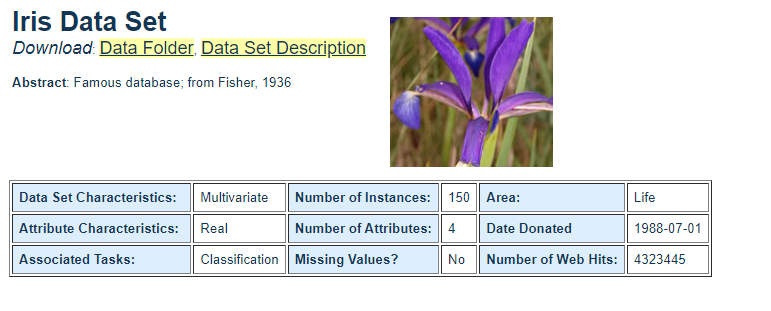 Iris Data Set
Download: Data Folder, Data Set Description
Abstract: Famous database; from Fisher, 1936
Data Set Characteristics: Multivariate Number of Instances: 150 Area: Life
Attribute Characteristics: Real Number of Attributes: 4 Date Donated 1988-07-01
Associated Tasks: Classification Missing Values? No Number of Web Hits: 4323445